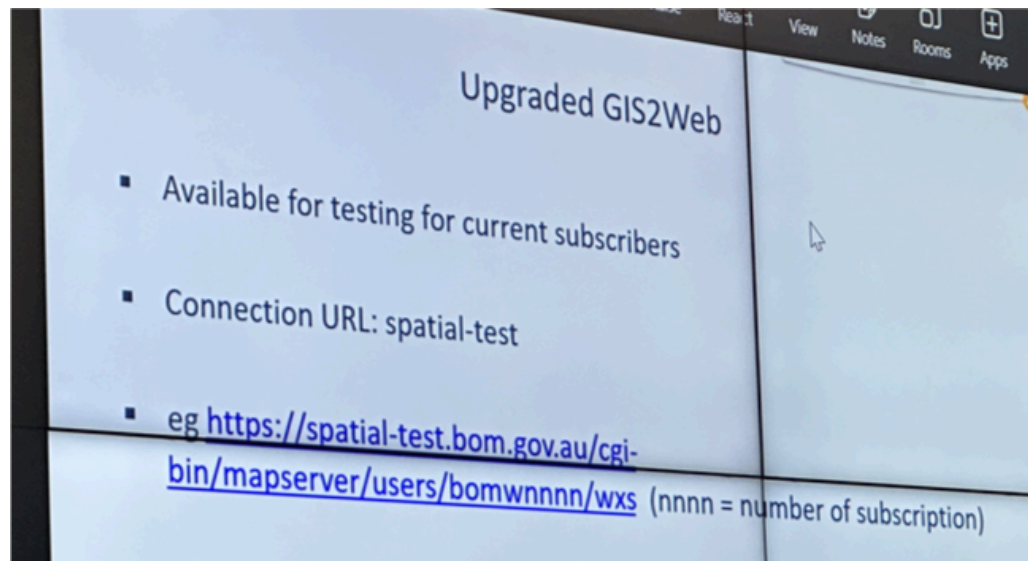 React View Notes Rooms Apps
Upgraded GIS2Web
▪ Available for testing for current subscribers
▪ Connection URL: spatial-test
▪ eg https://spatial-test.bom.gov.au/cgi-
bin/mapserver/users/bomwnnnn/wxs (nnnn = number of subscription)